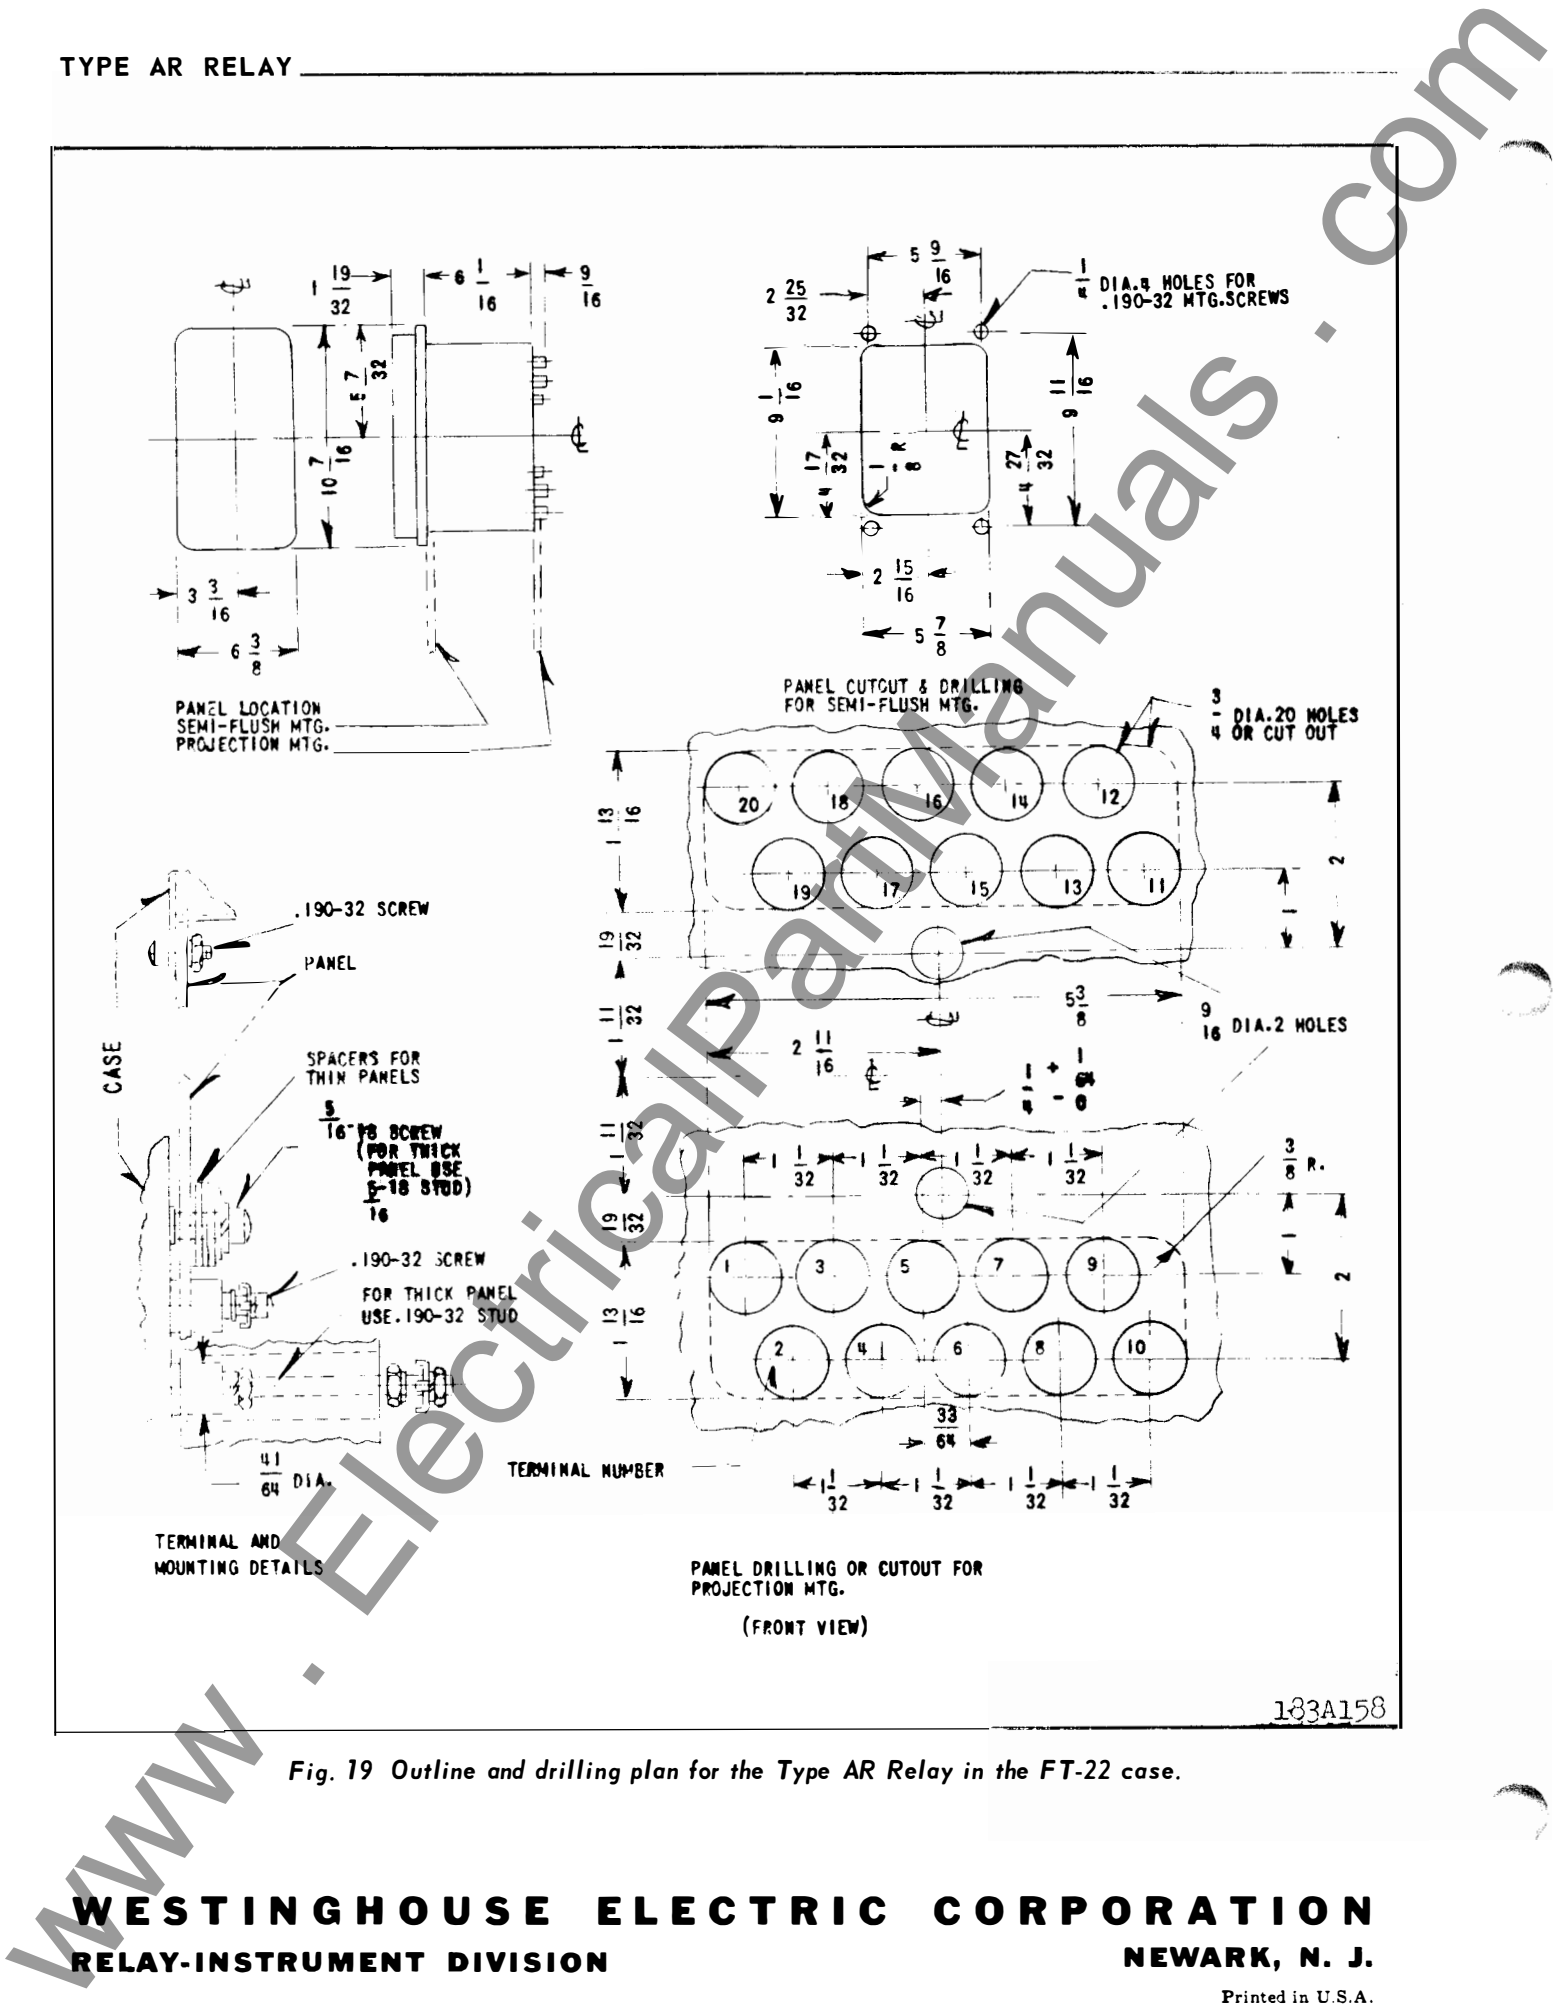 TYPE AR RELAY
1 19/32
6 1/16
9/16
5 7/32
10 7/16
3 3/16
6 3/8
PANEL LOCATION
SEMI-FLUSH MTG.
PROJECTION MTG.
5 9/16
2 25/32
1/4 DIA.4 HOLES FOR
.190-32 MTG.SCREWS
9 1/16
9 11/16
4 17/32
1/8 R
4 27/32
2 15/16
5 7/8
PANEL CUTOUT & DRILLING
FOR SEMI-FLUSH MTG.
3/4 DIA.20 HOLES
OR CUT OUT
20 18 16 14 12
19 17 15 13 11
1 13/16
2
1
19/32
1 11/32
5 3/8
9/16 DIA.2 HOLES
2 11/16
1/4 + 1/64 - 0
1 11/32
1 1/32 1 1/32 1 1/32 1 1/32
3/8 R.
19/32
1
2
1 3 5 7 9
1 13/16
2 4 6 8 10
33/64
TERMINAL NUMBER
1 1/32 1 1/32 1 1/32 1 1/32
.190-32 SCREW
PANEL
CASE
SPACERS FOR
THIN PANELS
5/16-18 SCREW
(FOR THICK
PANEL USE
5/16-18 STUD)
.190-32 SCREW
FOR THICK PANEL
USE .190-32 STUD
41/64 DIA.
TERMINAL AND
MOUNTING DETAILS
PANEL DRILLING OR CUTOUT FOR
PROJECTION MTG.
(FRONT VIEW)
183A158
Fig. 19 Outline and drilling plan for the Type AR Relay in the FT-22 case.
WESTINGHOUSE ELECTRIC CORPORATION
RELAY-INSTRUMENT DIVISION
NEWARK, N. J.
Printed in U.S.A.
www . ElectricalPartManuals . com